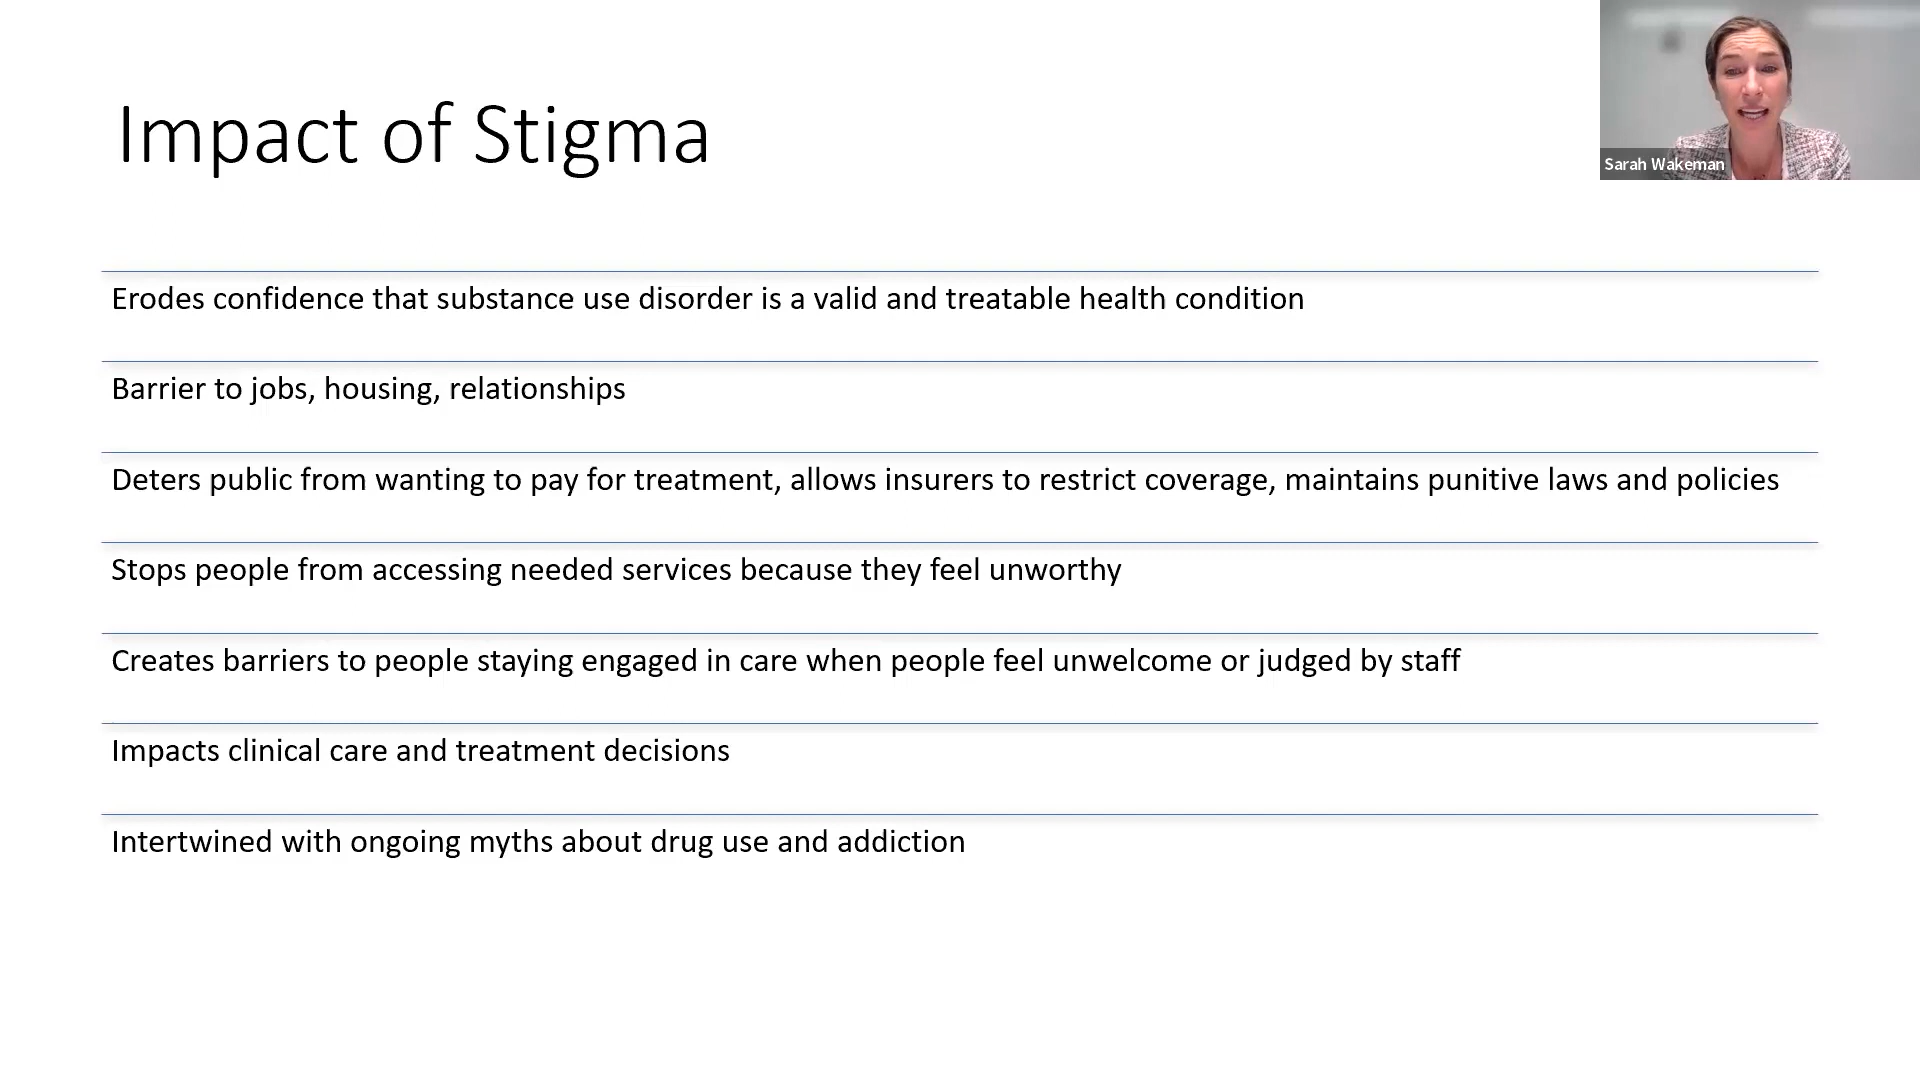 Impact of Stigma
Sarah Wakeman
Erodes confidence that substance use disorder is a valid and treatable health condition
Barrier to jobs, housing, relationships
Deters public from wanting to pay for treatment, allows insurers to restrict coverage, maintains punitive laws and policies
Stops people from accessing needed services because they feel unworthy
Creates barriers to people staying engaged in care when people feel unwelcome or judged by staff
Impacts clinical care and treatment decisions
Intertwined with ongoing myths about drug use and addiction